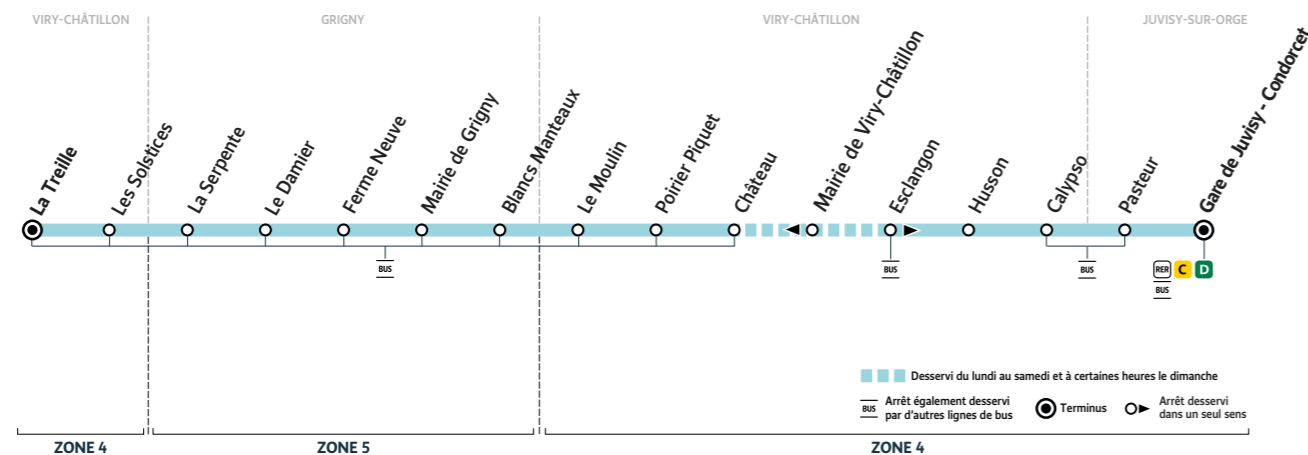 VIRY-CHÂTILLON
GRIGNY
VIRY-CHÂTILLON
JUVISY-SUR-ORGE
La Treille
Les Solstices
La Serpente
Le Damier
Ferme Neuve
Mairie de Grigny
Blancs Manteaux
Le Moulin
Poirier Piquet
Château
Mairie de Viry-Châtillon
Esclangon
Husson
Calypso
Pasteur
Gare de Juvisy - Condorcet
BUS
BUS
BUS
RER C D
BUS
Desservi du lundi au samedi et à certaines heures le dimanche
BUS
Arrêt également desservi
par d'autres lignes de bus
Terminus
Arrêt desservi
dans un seul sens
ZONE 4
ZONE 5
ZONE 4